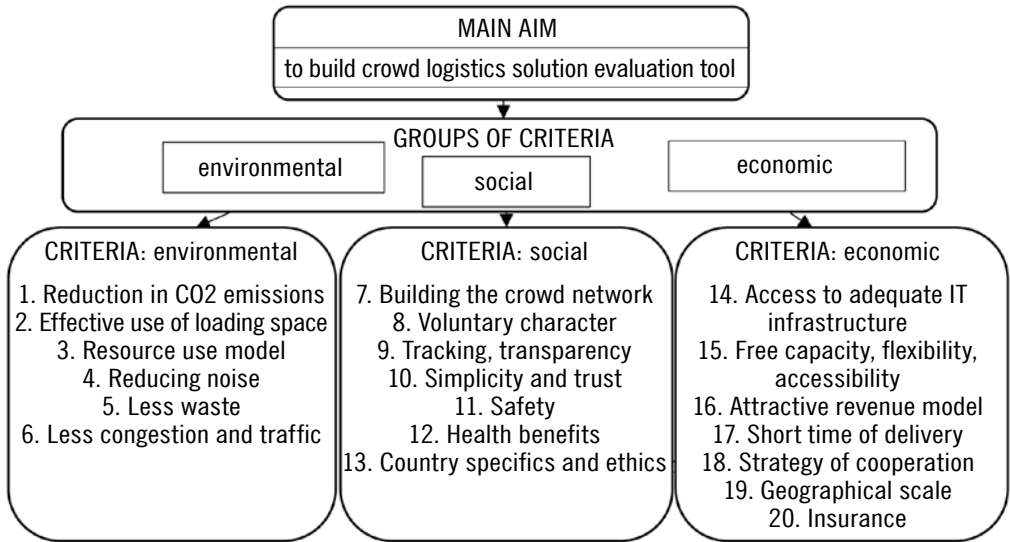 MAIN AIM
to build crowd logistics solution evaluation tool
GROUPS OF CRITERIA
environmental
social
economic
CRITERIA: environmental
1. Reduction in CO2 emissions
2. Effective use of loading space
3. Resource use model
4. Reducing noise
5. Less waste
6. Less congestion and traffic
CRITERIA: social
7. Building the crowd network
8. Voluntary character
9. Tracking, transparency
10. Simplicity and trust
11. Safety
12. Health benefits
13. Country specifics and ethics
CRITERIA: economic
14. Access to adequate IT
infrastructure
15. Free capacity, flexibility,
accessibility
16. Attractive revenue model
17. Short time of delivery
18. Strategy of cooperation
19. Geographical scale
20. Insurance